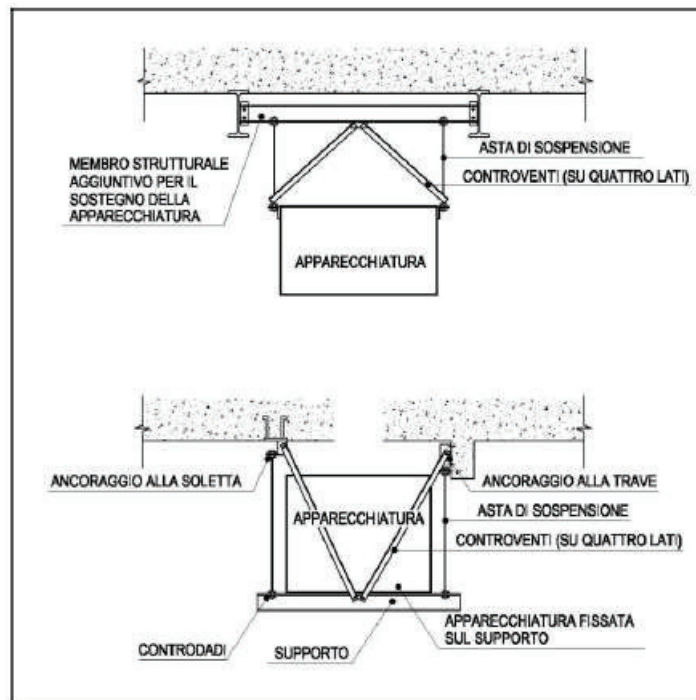 MEMBRO STRUTTURALE
AGGIUNTIVO PER IL
SOSTEGNO DELLA
APPARECCHIATURA
ASTA DI SOSPENSIONE
CONTROVENTI (SU QUATTRO LATI)
APPARECCHIATURA
ANCORAGGIO ALLA SOLETTA
ANCORAGGIO ALLA TRAVE
APPARECCHIATURA
ASTA DI SOSPENSIONE
CONTROVENTI (SU QUATTRO LATI)
APPARECCHIATURA FISSATA
SUL SUPPORTO
CONTRODADI
SUPPORTO